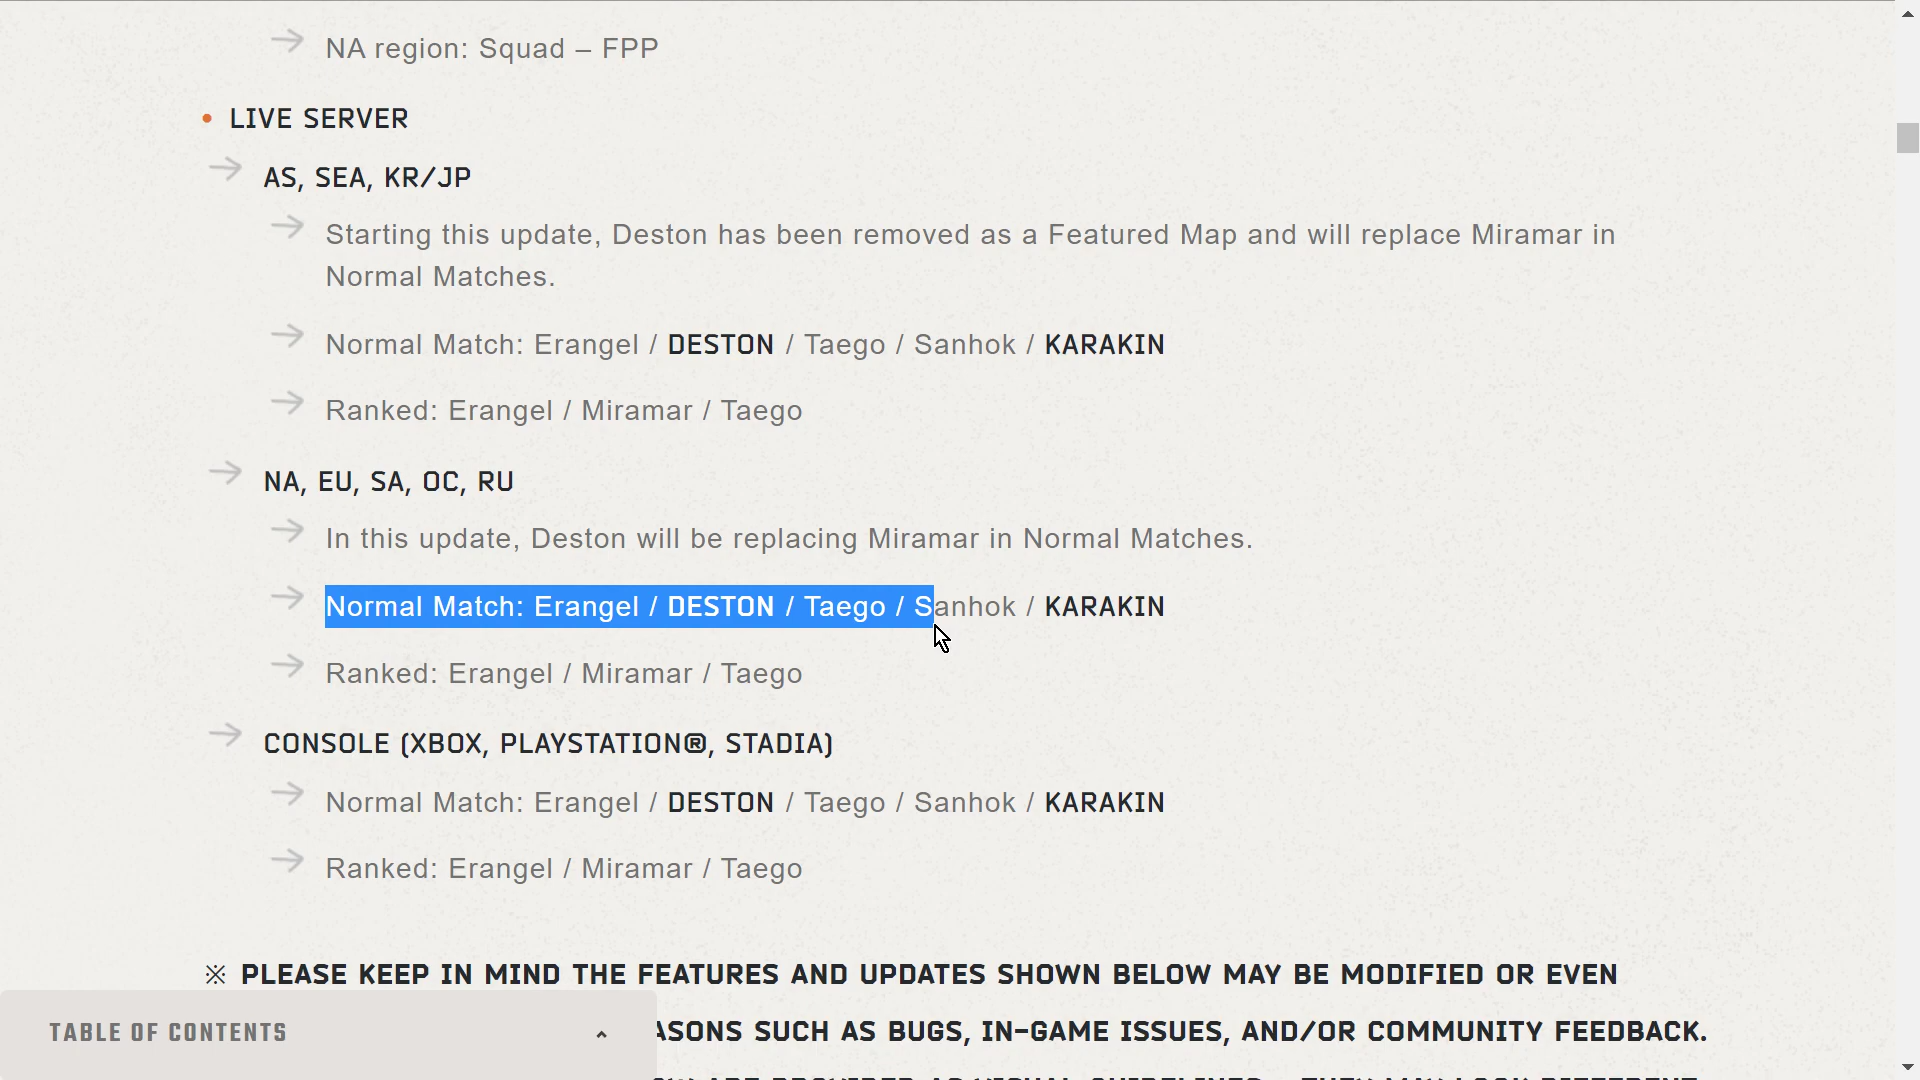 NA region: Squad – FPP
• LIVE SERVER
AS, SEA, KR/JP
Starting this update, Deston has been removed as a Featured Map and will replace Miramar in
Normal Matches.
Normal Match: Erangel / DESTON / Taego / Sanhok / KARAKIN
Ranked: Erangel / Miramar / Taego
NA, EU, SA, OC, RU
In this update, Deston will be replacing Miramar in Normal Matches.
Normal Match: Erangel / DESTON / Taego / Sanhok / KARAKIN
Ranked: Erangel / Miramar / Taego
CONSOLE (XBOX, PLAYSTATION®, STADIA)
Normal Match: Erangel / DESTON / Taego / Sanhok / KARAKIN
Ranked: Erangel / Miramar / Taego
※ PLEASE KEEP IN MIND THE FEATURES AND UPDATES SHOWN BELOW MAY BE MODIFIED OR EVEN
TABLE OF CONTENTS
SUCH AS BUGS, IN-GAME ISSUES, AND/OR COMMUNITY FEEDBACK.